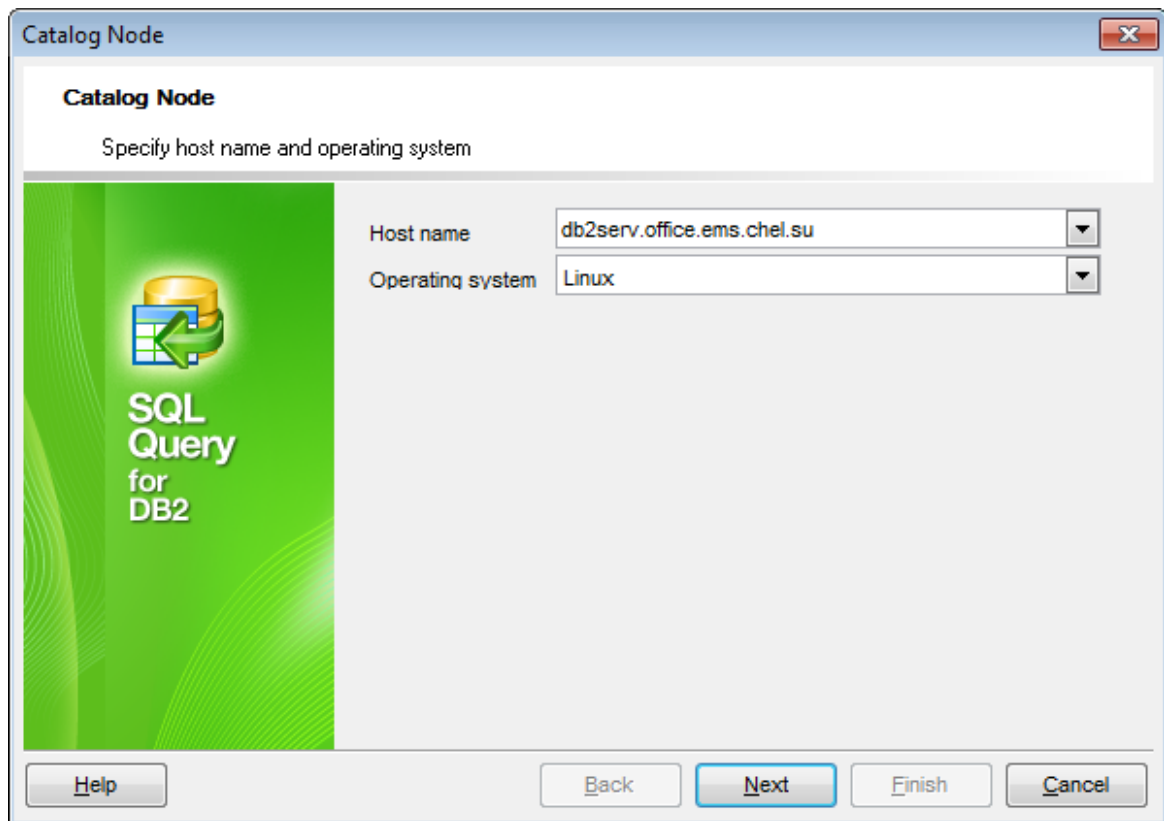 Catalog Node
Catalog Node
Specify host name and operating system
Host name
db2serv.office.ems.chel.su
Operating system
Linux
SQL
Query
for
DB2
Help
Back
Next
Finish
Cancel